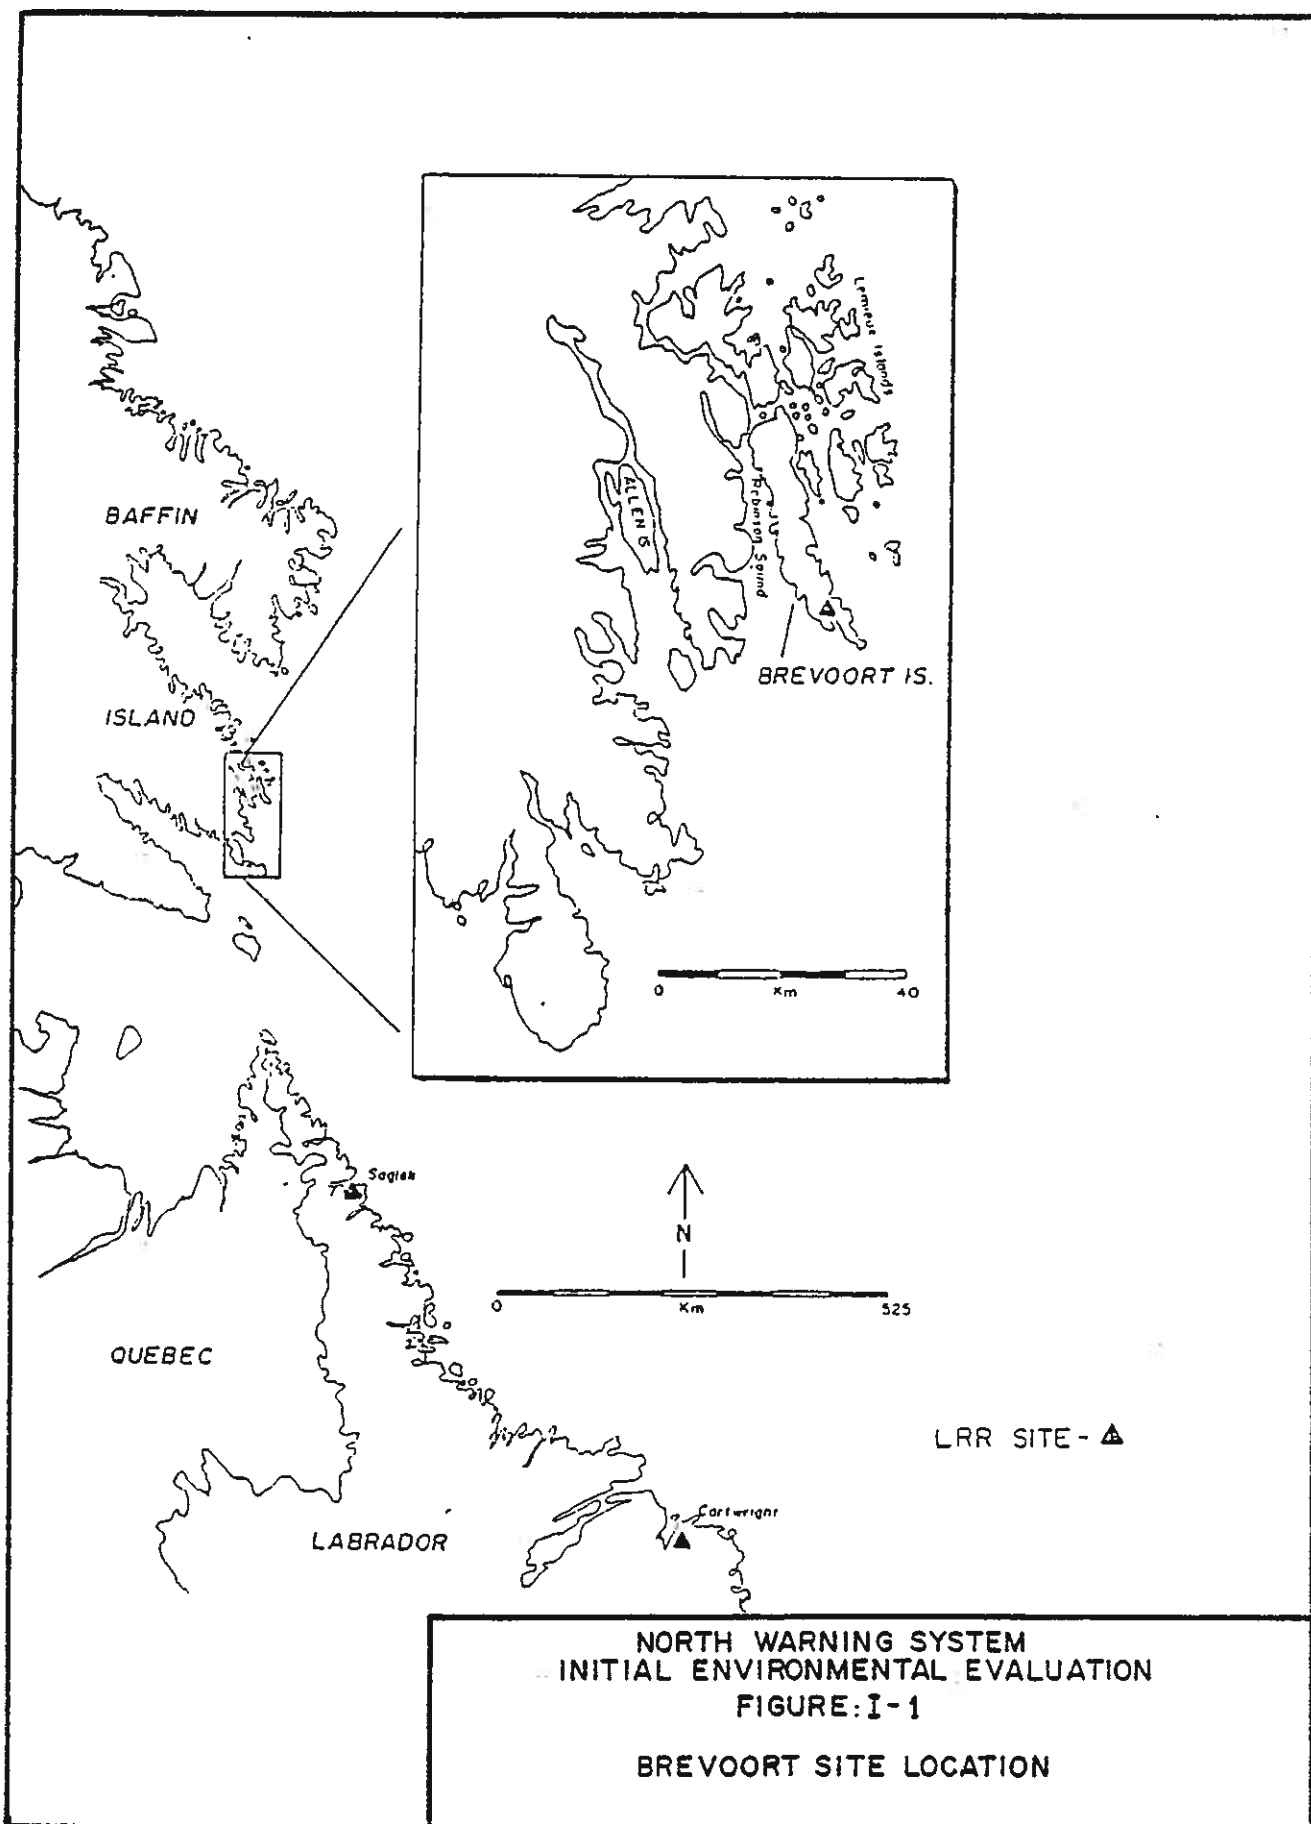 Lemieux Islands
BAFFIN
ALLEN IS
Robinson Sound
BREVOORT IS.
ISLAND
0 Km 40
Saglek
N
0 Km 525
QUEBEC
LRR SITE -
Cartwright
LABRADOR
NORTH WARNING SYSTEM
INITIAL ENVIRONMENTAL EVALUATION
FIGURE: I-1
BREVOORT SITE LOCATION